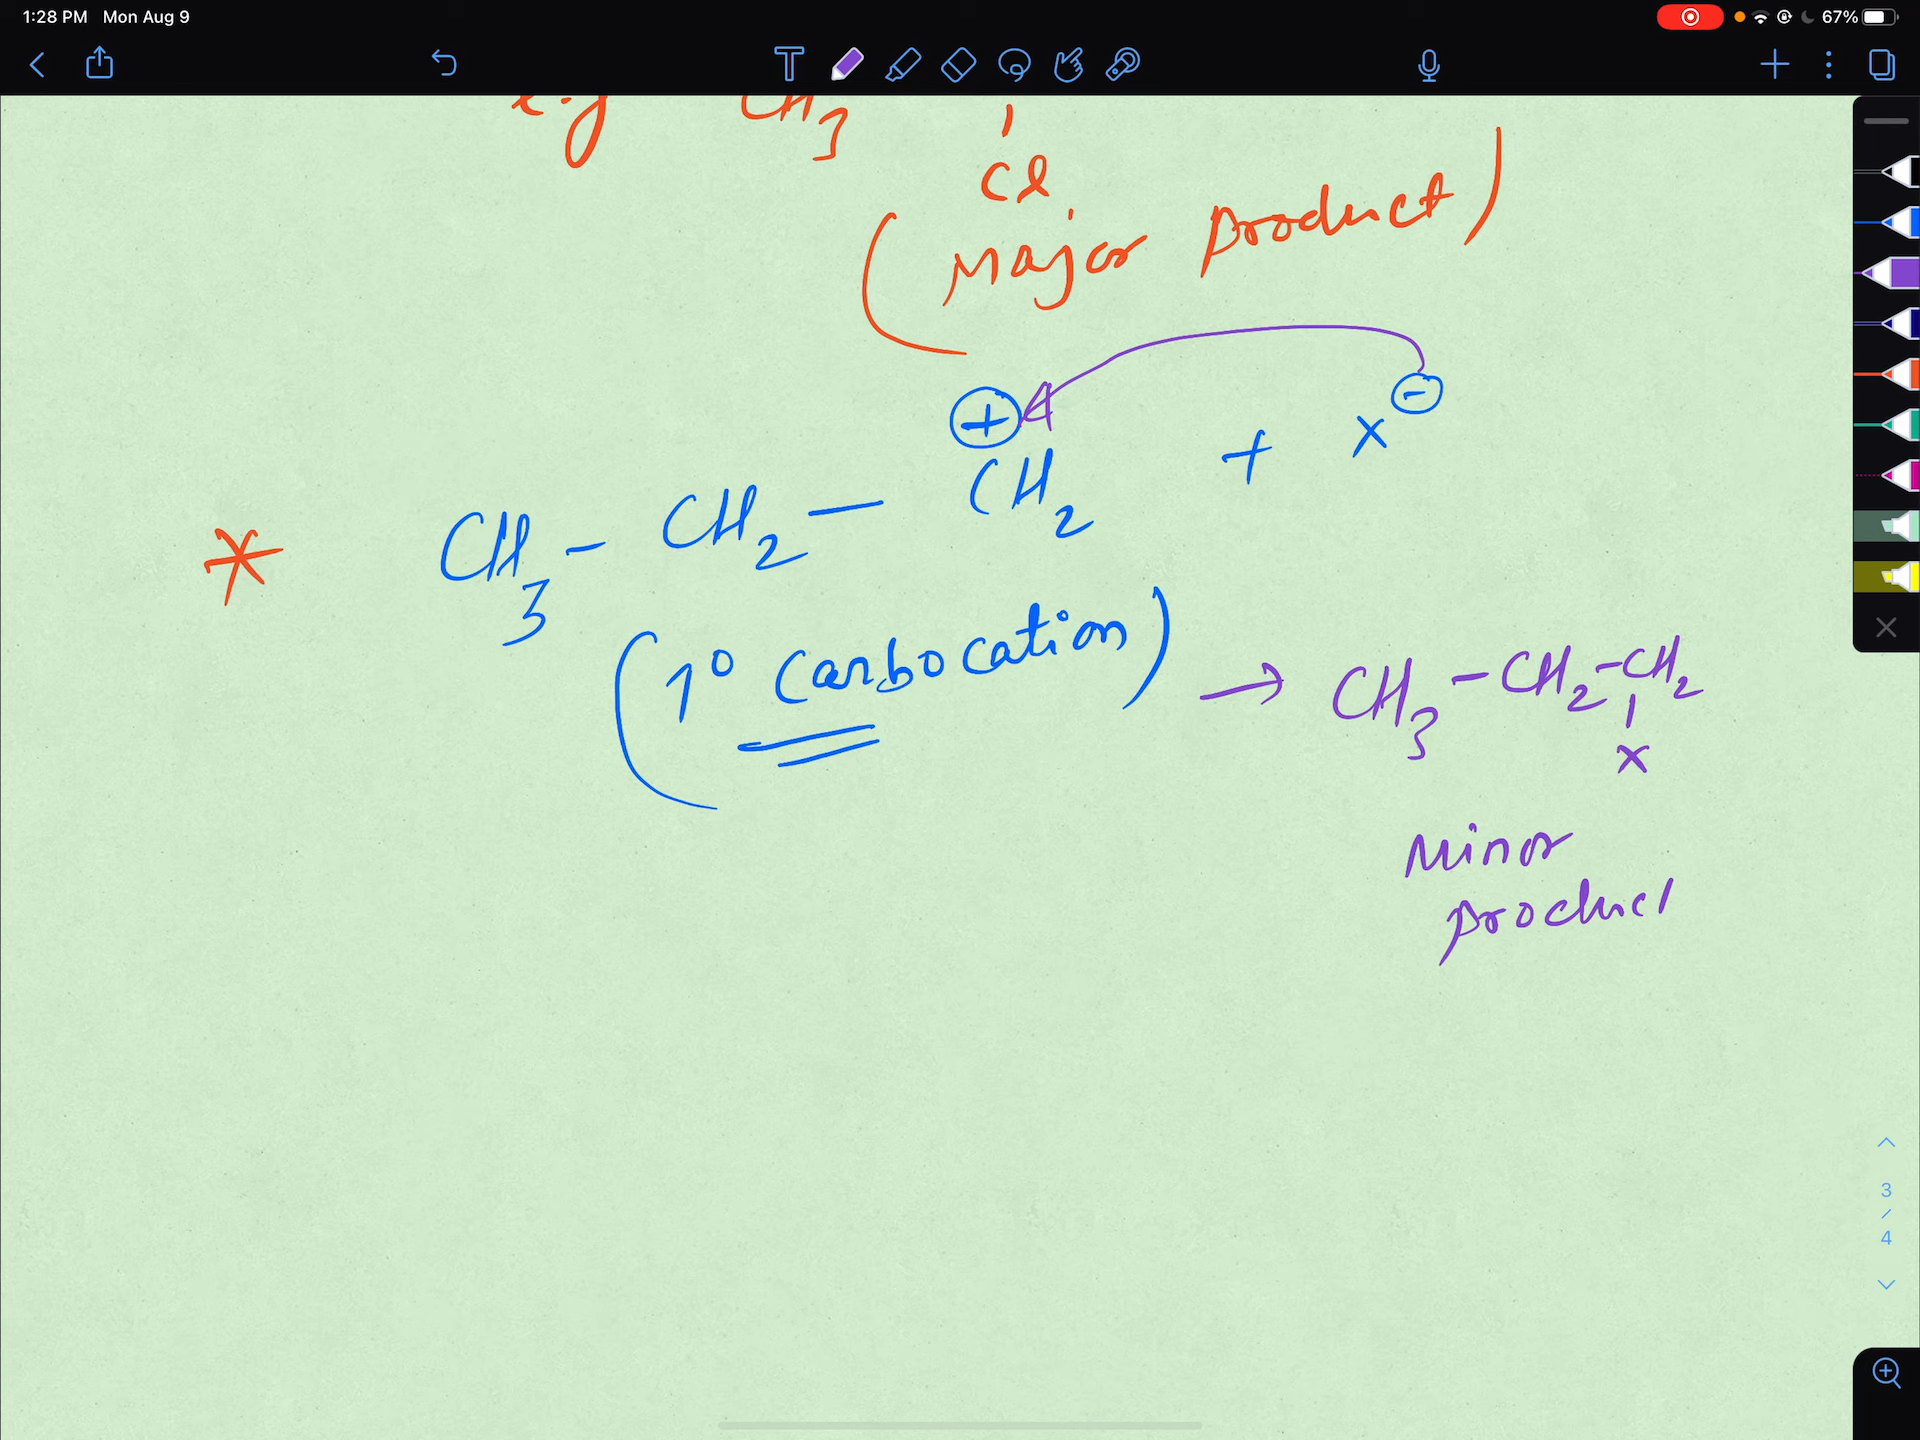 1:28 PM Mon Aug 9
67%
e.g CH3
Cl
(Major product)
⊕ ⊖
CH3 - CH2 - CH2 + x
(1° Carbocation)
→ CH3 - CH2 - CH2
x
Minor
product
3
/
4